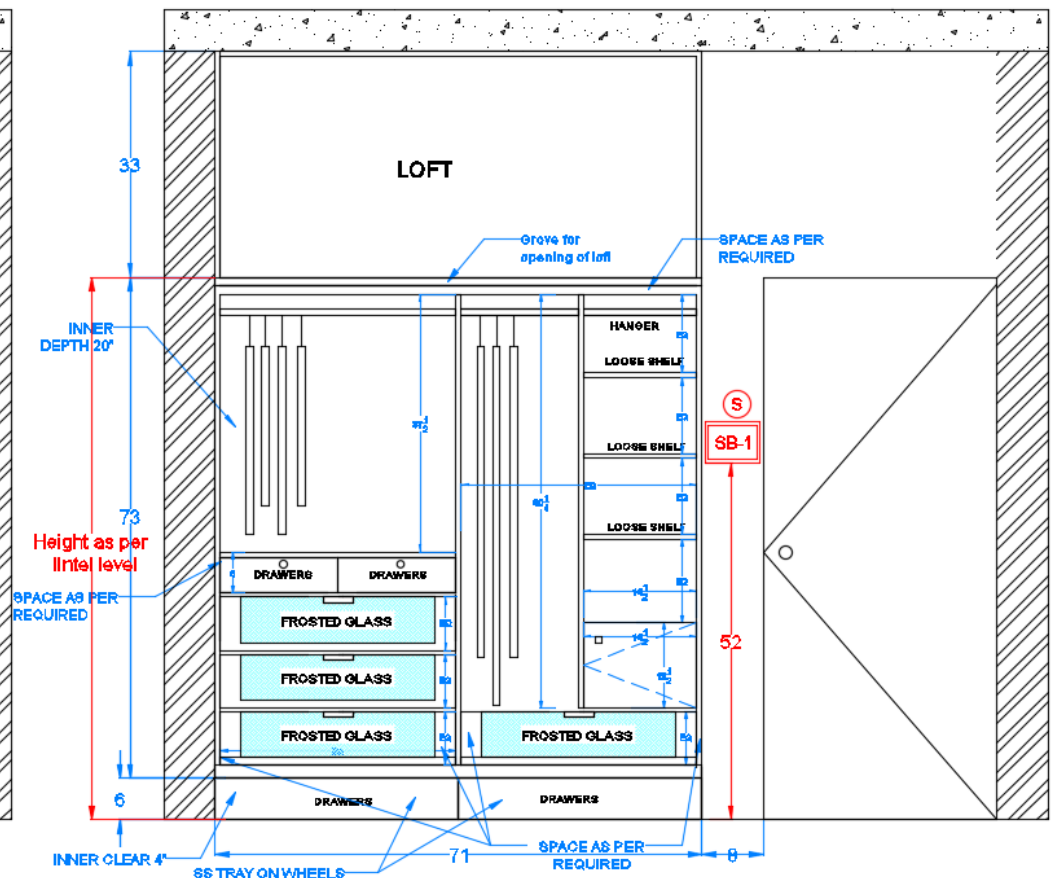 33
LOFT
Grove for
opening of loft
SPACE AS PER
REQUIRED
INNER
DEPTH 20"
HANGER
LOOSE SHELF
S
SB-1
LOOSE SHELF
73
LOOSE SHELF
Height as per
lintel level
DRAWERS
DRAWERS
SPACE AS PER
REQUIRED
FROSTED GLASS
52
FROSTED GLASS
FROSTED GLASS
FROSTED GLASS
6
DRAWERS
DRAWERS
INNER CLEAR 4"
71
SPACE AS PER
REQUIRED
SS TRAY ON WHEELS